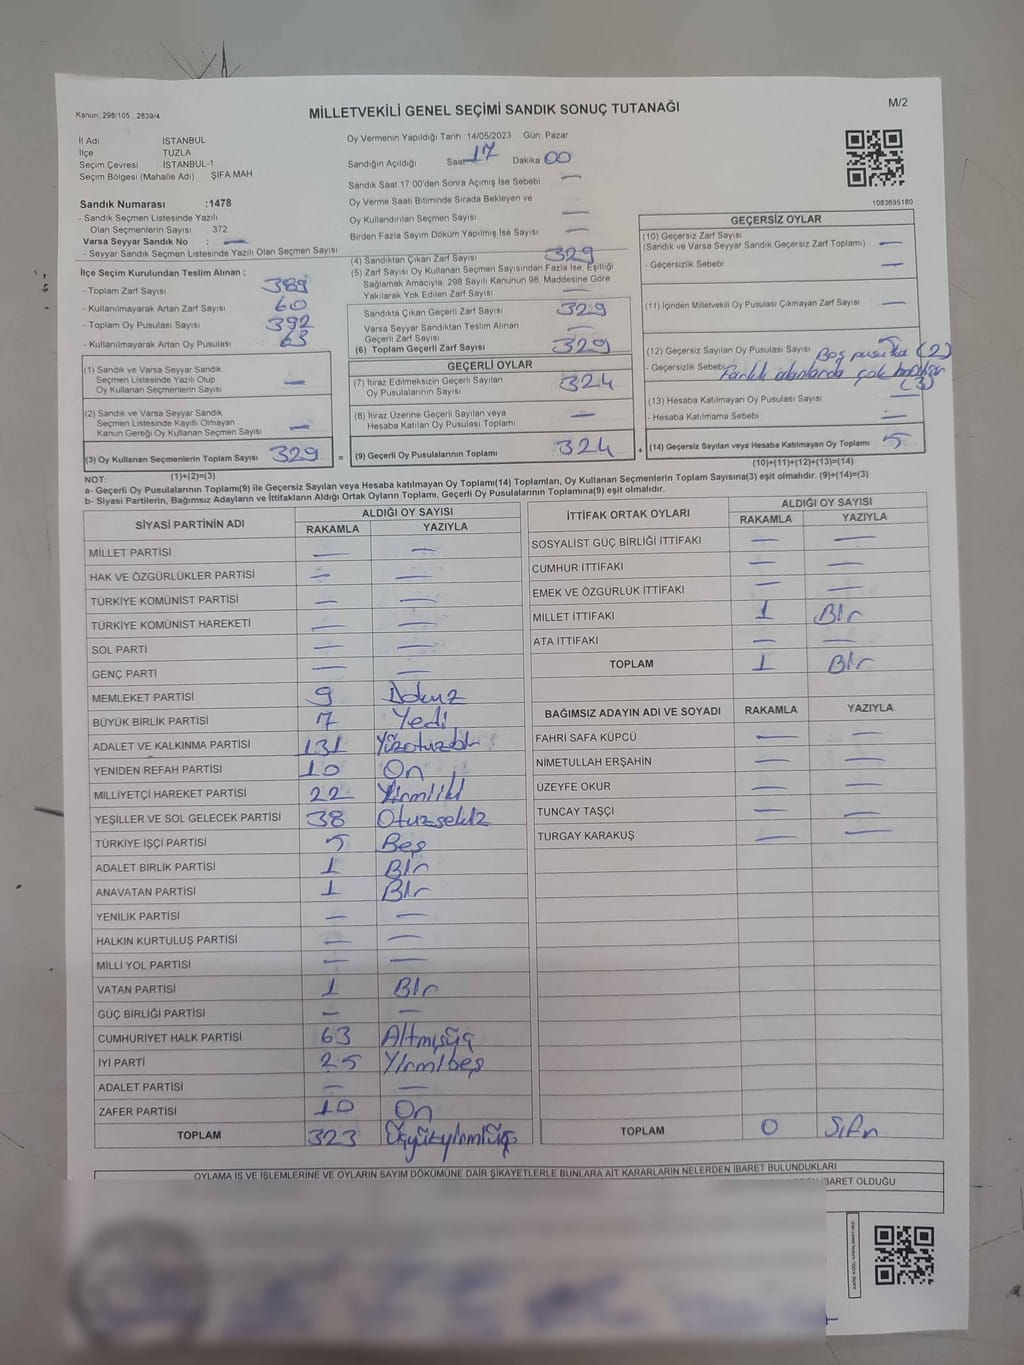 Kanun: 298/105 , 2839/4
MİLLETVEKİLİ GENEL SEÇİMİ SANDIK SONUÇ TUTANAĞI
M/2
İl Adı İSTANBUL
İlçe TUZLA
Seçim Çevresi İSTANBUL-1
Seçim Bölgesi (Mahalle Adı) ŞİFA MAH
Sandık Numarası :1478
- Sandık Seçmen Listesinde Yazılı
Olan Seçmenlerin Sayısı 372
Varsa Seyyar Sandık No : —
- Seyyar Sandık Seçmen Listesinde Yazılı Olan Seçmen Sayısı
Oy Vermenin Yapıldığı Tarih :14/05/2023 Gün Pazar
Sandığın Açıldığı Saat 17 Dakika 00
Sandık Saat 17:00'den Sonra Açımış İse Sebebi —
Oy Verme Saati Bitiminde Sırada Bekleyen ve
Oy Kullandırılan Seçmen Sayısı —
Birden Fazla Sayım Döküm Yapılmış İse Sayısı —
1083695180
İlçe Seçim Kurulundan Teslim Alınan ;
- Toplam Zarf Sayısı 389
- Kullanılmayarak Artan Zarf Sayısı 60
- Toplam Oy Pusulası Sayısı 392
- Kullanılmayarak Artan Oy Pusulası 63
(1) Sandık ve Varsa Seyyar Sandık
Seçmen Listesinde Yazılı Olup
Oy Kullanan Seçmenlerin Sayısı —
(2) Sandık ve Varsa Seyyar Sandık
Seçmen Listesinde Kayıtlı Olmayan
Kanun Gereği Oy Kullanan Seçmen Sayısı —
(3) Oy Kullanan Seçmenlerin Toplam Sayısı 329
(1)+(2)=(3)
(4) Sandıktan Çıkan Zarf Sayısı 329
(5) Zarf Sayısı Oy Kullanan Seçmen Sayısından Fazla İse, Eşitliği
Sağlamak Amacıyla, 298 Sayılı Kanunun 98. Maddesine Göre
Yakılarak Yok Edilen Zarf Sayısı —
Sandıkta Çıkan Geçerli Zarf Sayısı 329
Varsa Seyyar Sandıktan Teslim Alınan
Geçerli Zarf Sayısı —
(6) Toplam Geçerli Zarf Sayısı 329
GEÇERLİ OYLAR
(7) İtiraz Edilmeksizin Geçerli Sayılan
Oy Pusulasının Sayısı 324
(8) İtiraz Üzerine Geçerli Sayılan veya
Hesaba Katılan Oy Pusulası Toplamı —
= (9) Geçerli Oy Pusulalarının Toplamı 324
GEÇERSİZ OYLAR
(10) Geçersiz Zarf Sayısı
(Sandık ve Varsa Seyyar Sandık Geçersiz Zarf Toplamı) —
- Geçersizlik Sebebi —
(11) İçinden Milletvekili Oy Pusulası Çıkmayan Zarf Sayısı —
(12) Geçersiz Sayılan Oy Pusulası Sayısı 5
Boş pusula (2)
- Geçersizlik Sebebi Farklı alanlarda çok
(3)
(13) Hesaba Katılmayan Oy Pusulası Sayısı —
- Hesaba Katılmama Sebebi —
+ (14) Geçersiz Sayılan veya Hesaba Katılmayan Oy Toplamı 5
(10)+(11)+(12)+(13)=(14)
NOT:
a- Geçerli Oy Pusulalarının Toplamı(9) ile Geçersiz Sayılan veya Hesaba katılmayan Oy Toplamı(14) Toplamları, Oy Kullanan Seçmenlerin Toplam Sayısına(3) eşit olmalıdır. (9)+(14)=(3)
b- Siyasi Partilerin, Bağımsız Adayların ve İttifakların Aldığı Ortak Oyların Toplamı, Geçerli Oy Pusulalarının Toplamına(9) eşit olmalıdır.
SİYASİ PARTİNİN ADI ALDIĞI OY SAYISI
RAKAMLA YAZIYLA
MİLLET PARTİSİ — —
HAK VE ÖZGÜRLÜKLER PARTİSİ — —
TÜRKİYE KOMÜNİST PARTİSİ — —
TÜRKİYE KOMÜNİST HAREKETİ — —
SOL PARTİ — —
GENÇ PARTİ — —
MEMLEKET PARTİSİ 9 Dokuz
BÜYÜK BİRLİK PARTİSİ 7 Yedi
ADALET VE KALKINMA PARTİSİ 131 Yüzotuzbir
YENİDEN REFAH PARTİSİ 10 On
MİLLİYETÇİ HAREKET PARTİSİ 22 Yirmiiki
YEŞİLLER VE SOL GELECEK PARTİSİ 38 Otuzsekiz
TÜRKİYE İŞÇİ PARTİSİ 5 Beş
ADALET BİRLİK PARTİSİ 1 Bir
ANAVATAN PARTİSİ 1 Bir
YENİLİK PARTİSİ — —
HALKIN KURTULUŞ PARTİSİ — —
MİLLİ YOL PARTİSİ — —
VATAN PARTİSİ 1 Bir
GÜÇ BİRLİĞİ PARTİSİ — —
CUMHURİYET HALK PARTİSİ 63 Altmışüç
İYİ PARTİ 25 Yirmibeş
ADALET PARTİSİ — —
ZAFER PARTİSİ 10 On
TOPLAM 323 Üçyüzyirmiüç
İTTİFAK ORTAK OYLARI ALDIĞI OY SAYISI
RAKAMLA YAZIYLA
SOSYALIST GÜÇ BİRLİĞİ İTTİFAKI — —
CUMHUR İTTİFAKI — —
EMEK VE ÖZGÜRLÜK İTTİFAKI — —
MİLLET İTTİFAKI 1 Bir
ATA İTTİFAKI — —
TOPLAM 1 Bir
BAĞIMSIZ ADAYIN ADI VE SOYADI RAKAMLA YAZIYLA
FAHRİ SAFA KÜPCÜ — —
NİMETULLAH ERŞAHİN — —
ÜZEYFE OKUR — —
TUNCAY TAŞÇI — —
TURGAY KARAKUŞ — —
TOPLAM 0 Sıfır
OYLAMA İŞ VE İŞLEMLERİNE VE OYLARIN SAYIM DÖKÜMÜNE DAİR ŞİKAYETLERLE BUNLARA AİT KARARLARIN NELERDEN İBARET BULUNDUKLARI
İBARET OLDUĞU